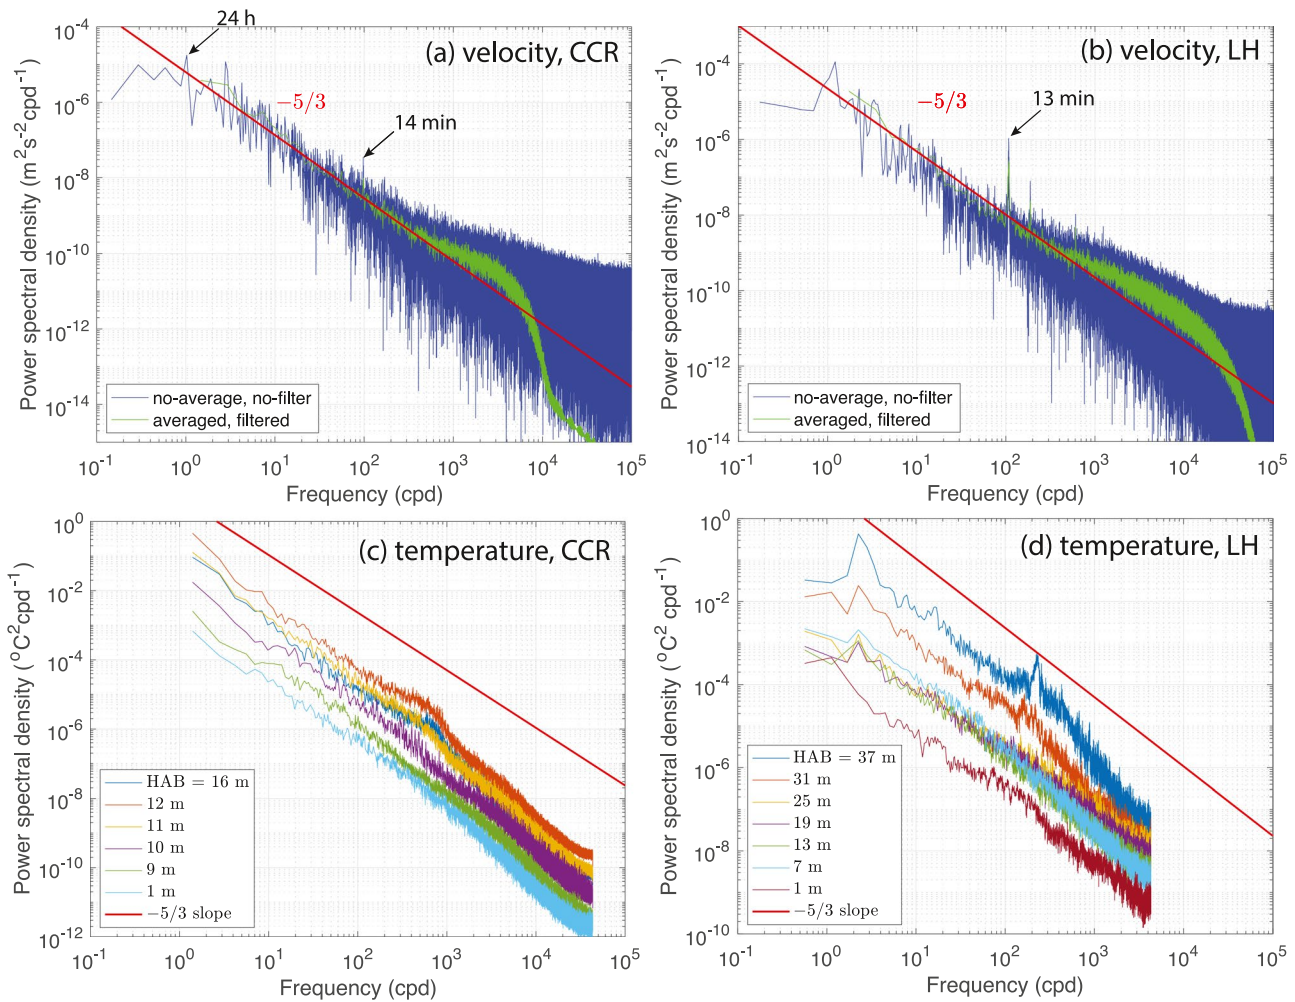 24 h
(a) velocity, CCR
−5/3
14 min
no-average, no-filter
averaged, filtered
10⁻⁴
10⁻⁶
10⁻⁸
10⁻¹⁰
10⁻¹²
10⁻¹⁴
Power spectral density (m² s⁻² cpd⁻¹)
10⁻¹ 10⁰ 10¹ 10² 10³ 10⁴ 10⁵
Frequency (cpd)
(b) velocity, LH
−5/3
13 min
no-average, no-filter
averaged, filtered
10⁻⁴
10⁻⁶
10⁻⁸
10⁻¹⁰
10⁻¹²
10⁻¹⁴
Power spectral density (m² s⁻² cpd⁻¹)
10⁻¹ 10⁰ 10¹ 10² 10³ 10⁴ 10⁵
Frequency (cpd)
(c) temperature, CCR
10⁰
10⁻²
10⁻⁴
10⁻⁶
10⁻⁸
10⁻¹⁰
10⁻¹²
Power spectral density (°C² cpd⁻¹)
HAB = 16 m
12 m
11 m
10 m
9 m
1 m
−5/3 slope
10⁻¹ 10⁰ 10¹ 10² 10³ 10⁴ 10⁵
Frequency (cpd)
(d) temperature, LH
10⁰
10⁻²
10⁻⁴
10⁻⁶
10⁻⁸
10⁻¹⁰
Power spectral density (°C² cpd⁻¹)
HAB = 37 m
31 m
25 m
19 m
13 m
7 m
1 m
−5/3 slope
10⁻¹ 10⁰ 10¹ 10² 10³ 10⁴ 10⁵
Frequency (cpd)